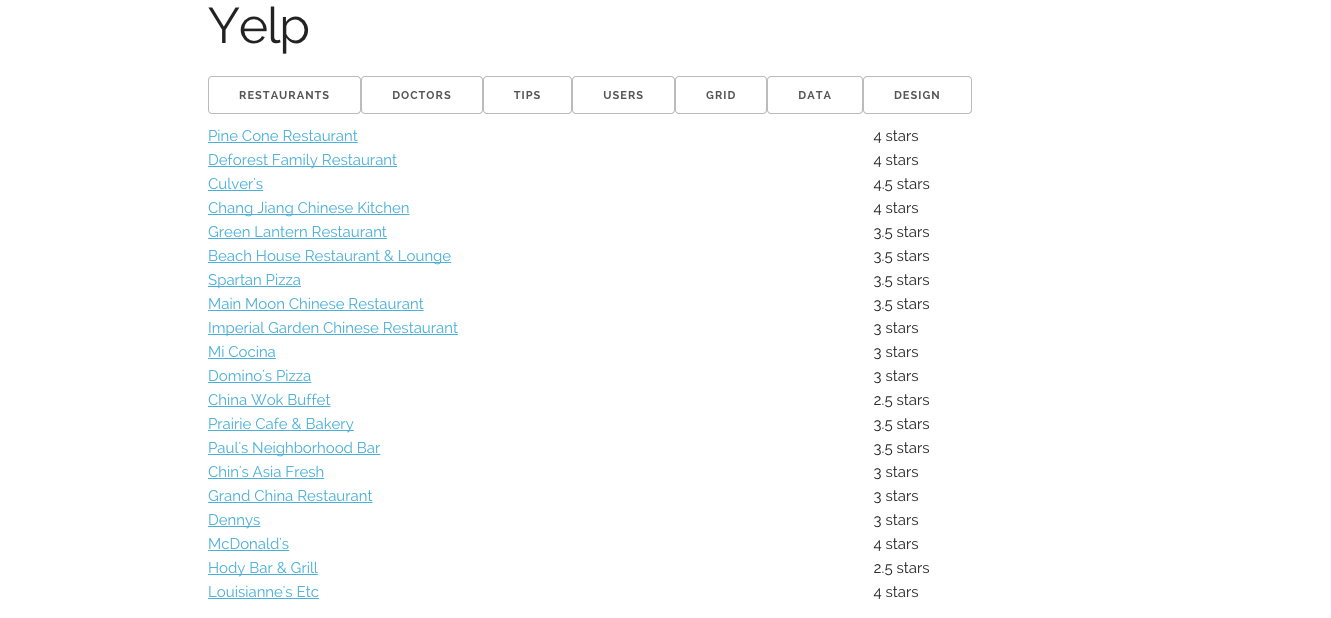 Yelp
RESTAURANTS DOCTORS TIPS USERS GRID DATA DESIGN
Pine Cone Restaurant 4 stars
Deforest Family Restaurant 4 stars
Culver's 4.5 stars
Chang Jiang Chinese Kitchen 4 stars
Green Lantern Restaurant 3.5 stars
Beach House Restaurant & Lounge 3.5 stars
Spartan Pizza 3.5 stars
Main Moon Chinese Restaurant 3.5 stars
Imperial Garden Chinese Restaurant 3 stars
Mi Cocina 3 stars
Domino's Pizza 3 stars
China Wok Buffet 2.5 stars
Prairie Cafe & Bakery 3.5 stars
Paul's Neighborhood Bar 3.5 stars
Chin's Asia Fresh 3 stars
Grand China Restaurant 3 stars
Dennys 3 stars
McDonald's 4 stars
Hody Bar & Grill 2.5 stars
Louisianne's Etc 4 stars